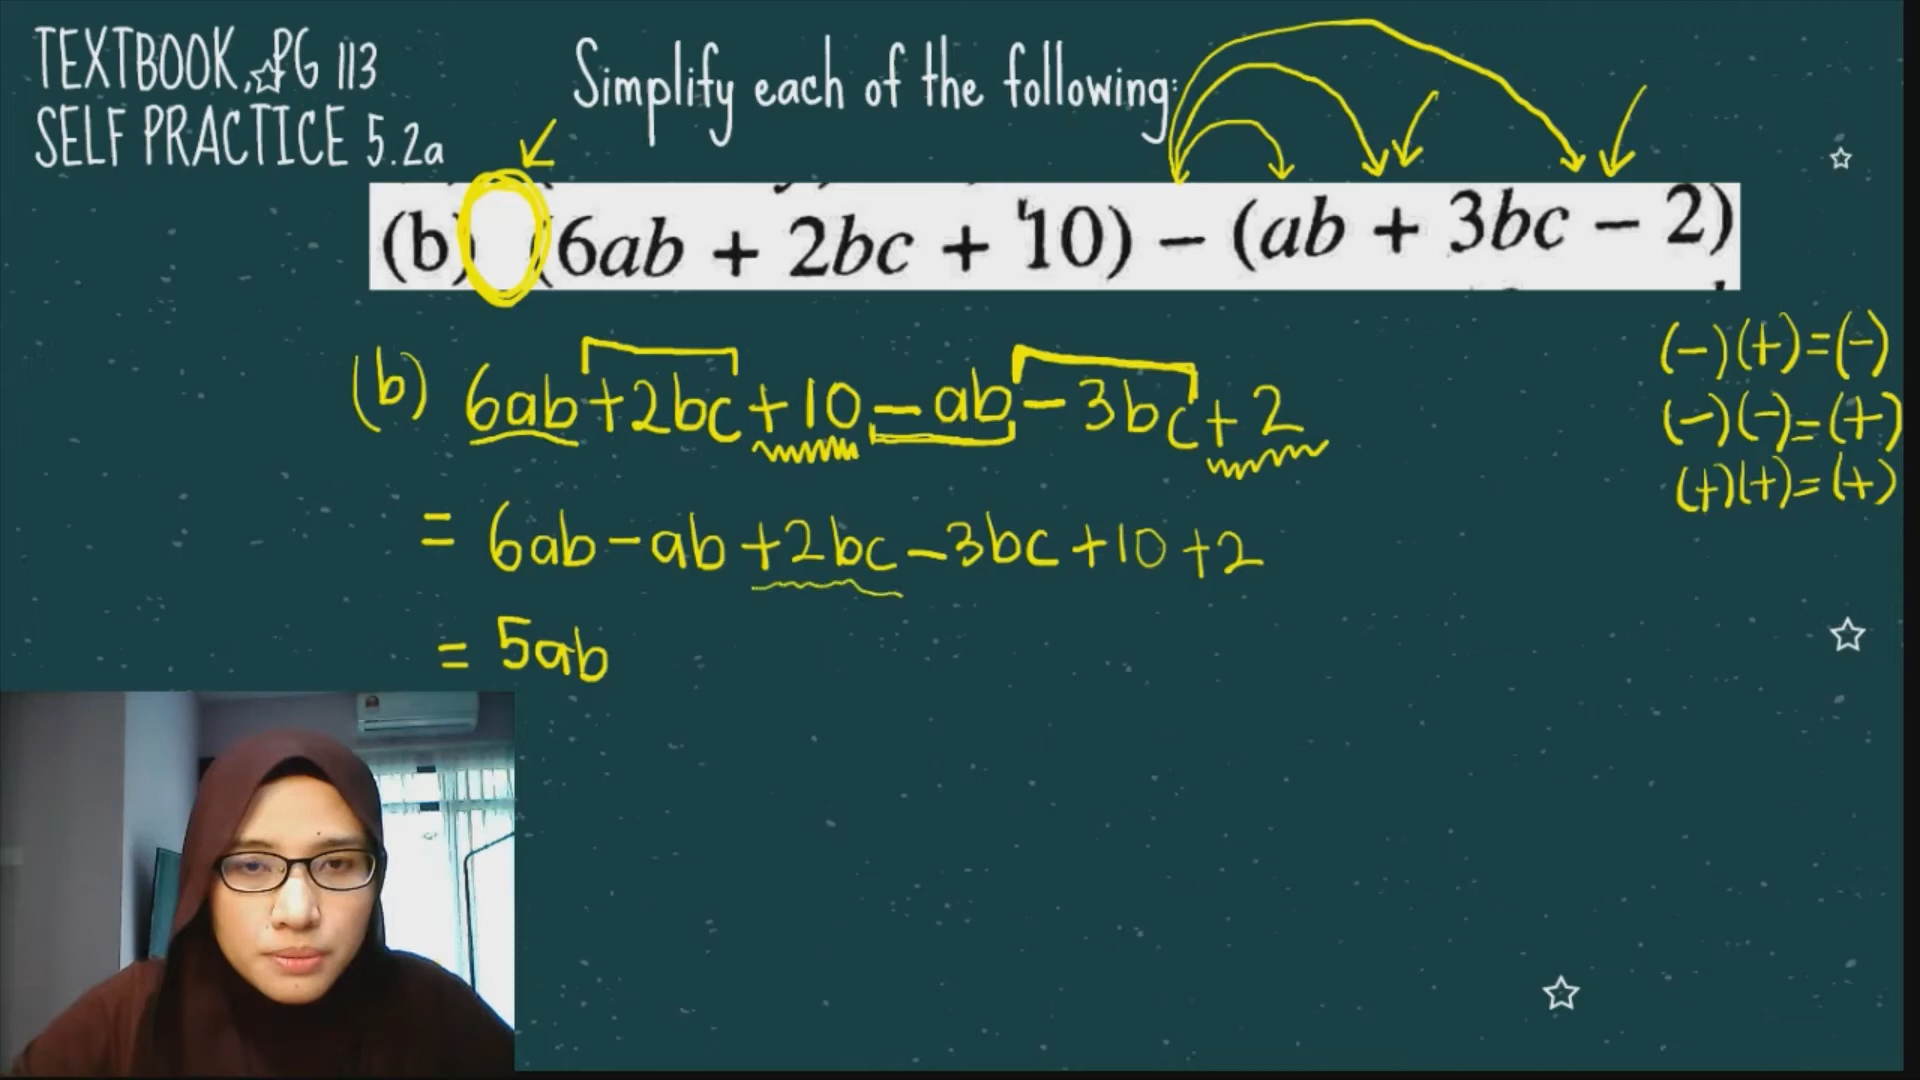 TEXTBOOK, PG 113
SELF PRACTICE 5.2a
Simplify each of the following:
(b) (6ab + 2bc + 10) − (ab + 3bc − 2)
(b) 6ab+2bc+10−ab−3bc+2
= 6ab−ab+2bc−3bc+10+2
= 5ab
(−)(+)=(−)
(−)(−)=(+)
(+)(+)=(+)